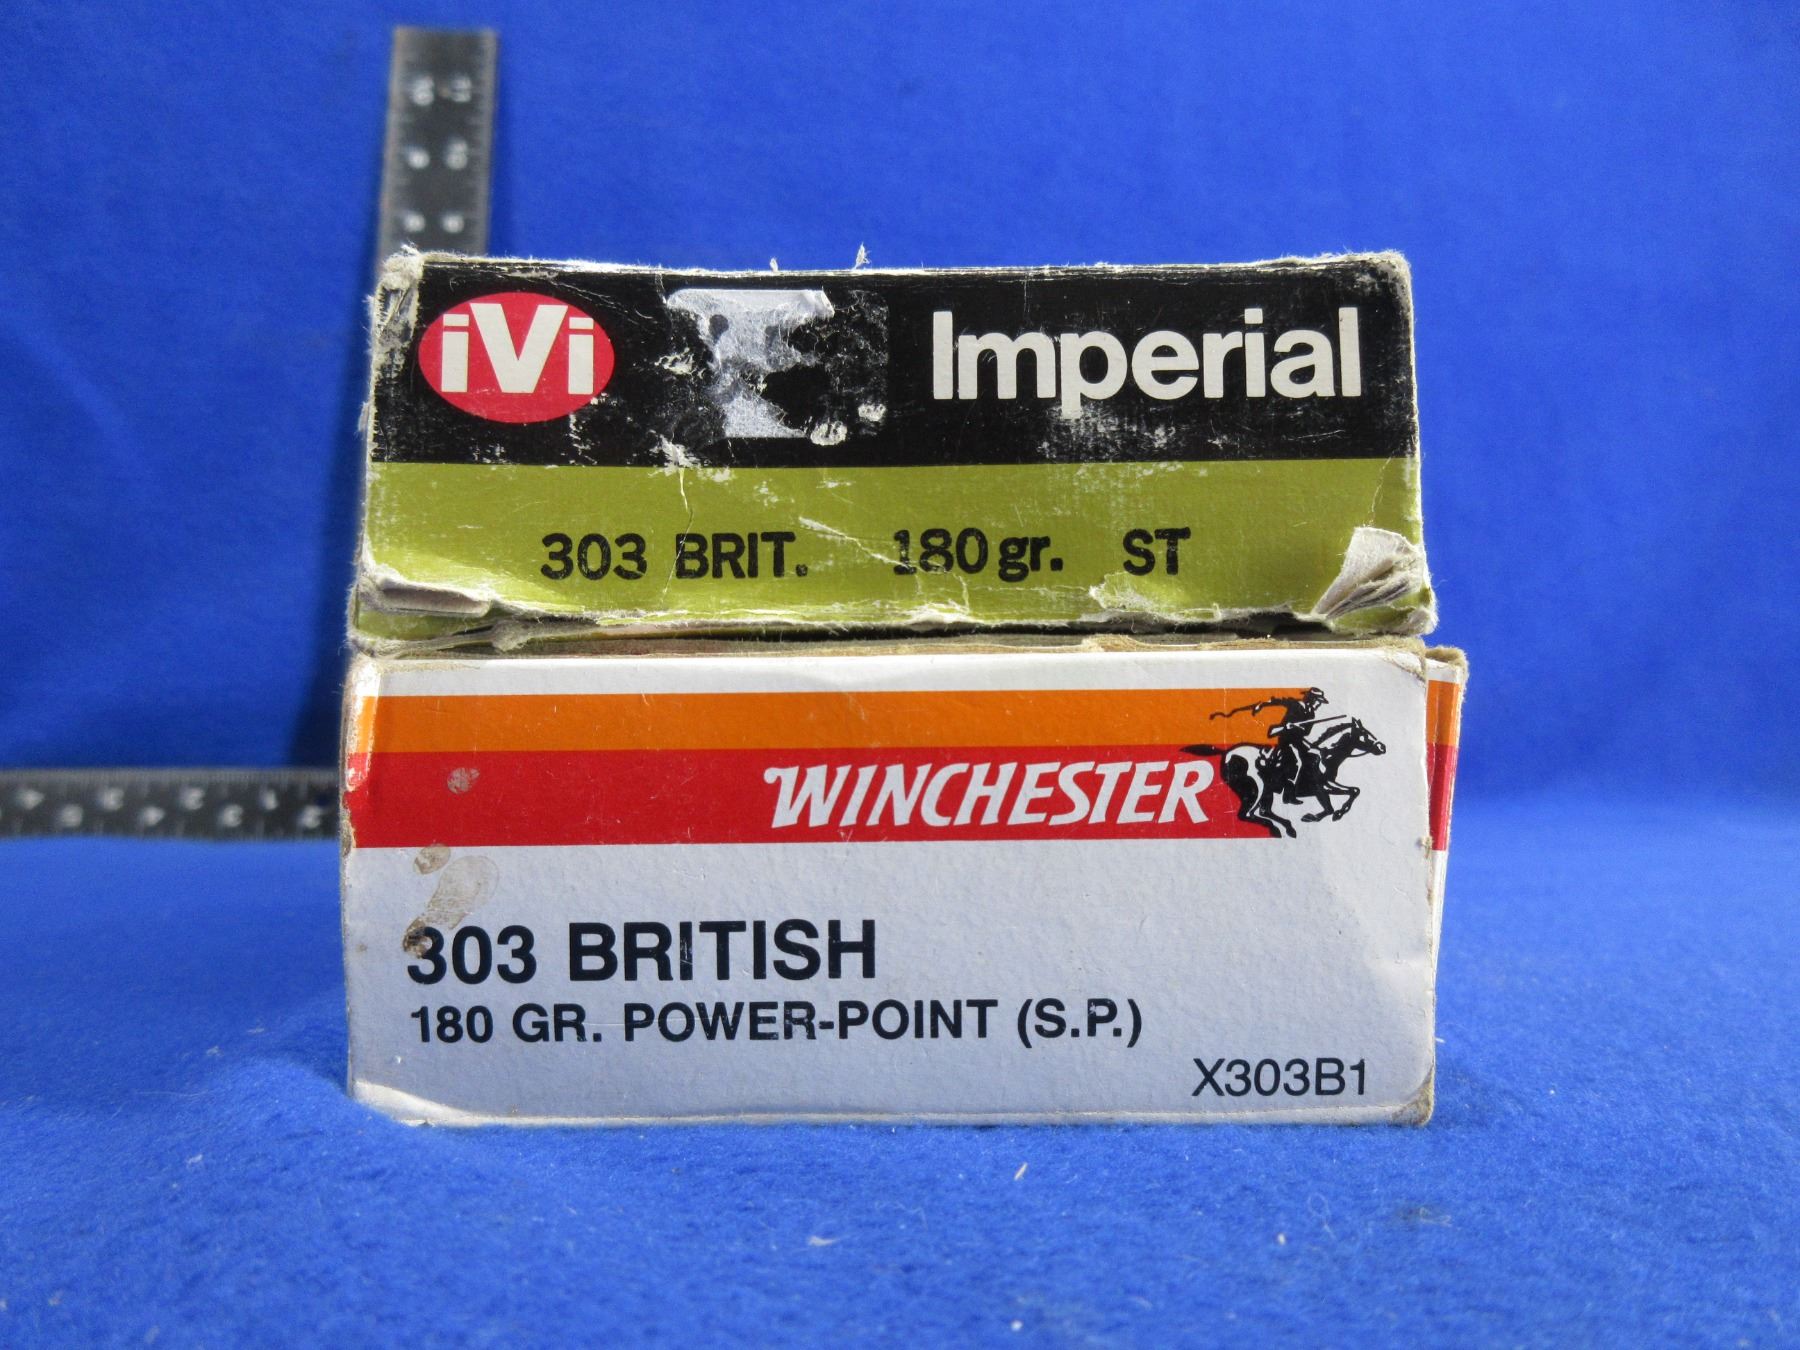 iVi Imperial
303 BRIT. 180 gr. ST
WINCHESTER
303 BRITISH
180 GR. POWER-POINT (S.P.)
X303B1